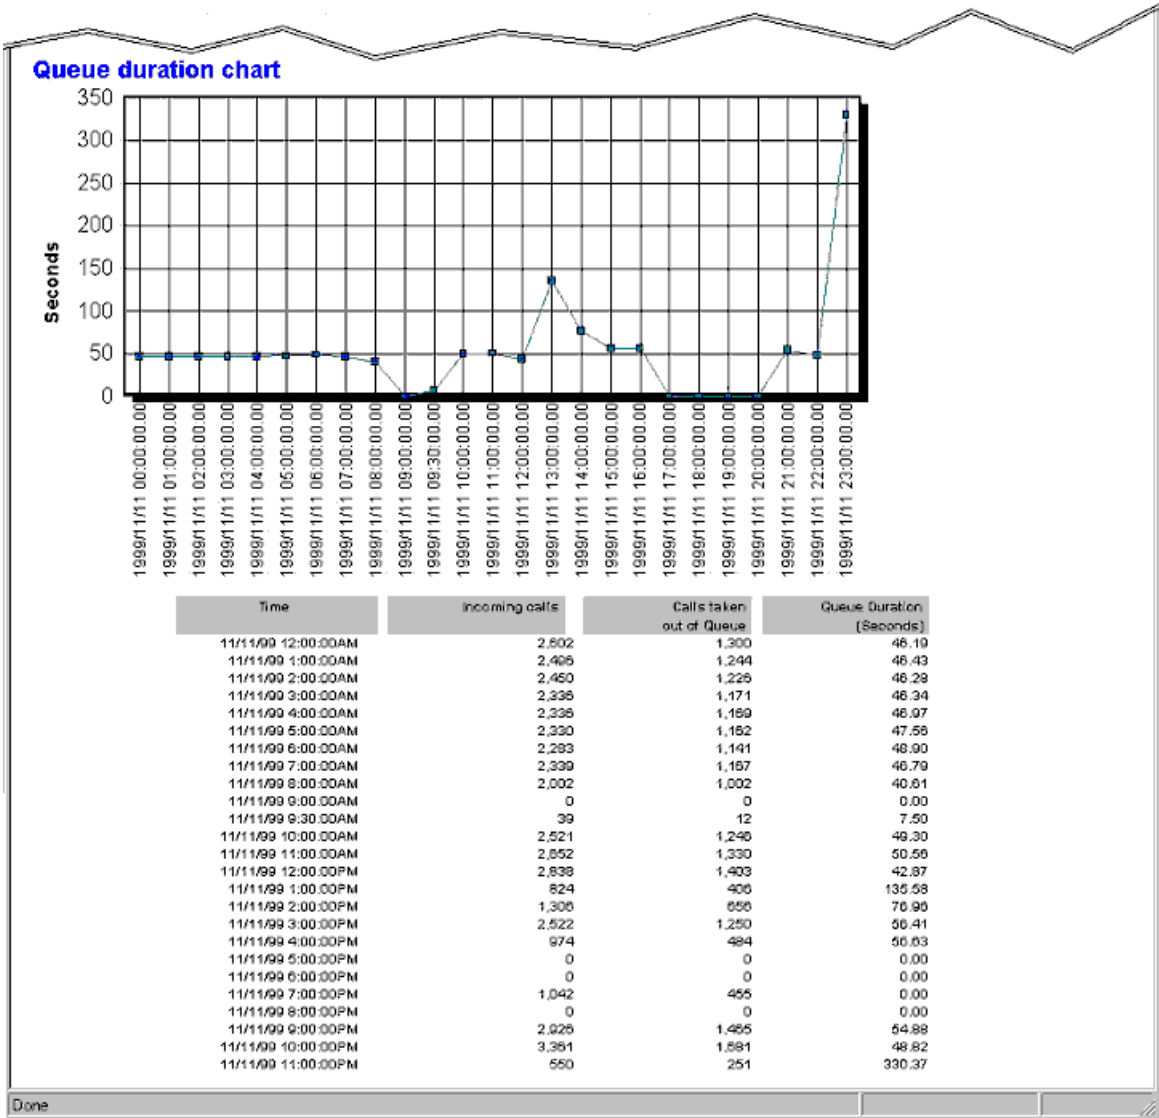 Queue duration chart
350
300
250
200
150
100
50
0
Seconds
1999/11/11 00:00:00.00
1999/11/11 01:00:00.00
1999/11/11 02:00:00.00
1999/11/11 03:00:00.00
1999/11/11 04:00:00.00
1999/11/11 05:00:00.00
1999/11/11 06:00:00.00
1999/11/11 07:00:00.00
1999/11/11 08:00:00.00
1999/11/11 09:00:00.00
1999/11/11 09:30:00.00
1999/11/11 10:00:00.00
1999/11/11 11:00:00.00
1999/11/11 12:00:00.00
1999/11/11 13:00:00.00
1999/11/11 14:00:00.00
1999/11/11 15:00:00.00
1999/11/11 16:00:00.00
1999/11/11 17:00:00.00
1999/11/11 18:00:00.00
1999/11/11 19:00:00.00
1999/11/11 20:00:00.00
1999/11/11 21:00:00.00
1999/11/11 22:00:00.00
1999/11/11 23:00:00.00
Time Incoming calls Calls taken Queue Duration
out of Queue (Seconds)
11/11/99 12:00:00AM 2,602 1,300 46.19
11/11/99 1:00:00AM 2,496 1,244 46.43
11/11/99 2:00:00AM 2,450 1,226 46.28
11/11/99 3:00:00AM 2,336 1,171 46.34
11/11/99 4:00:00AM 2,336 1,169 46.97
11/11/99 5:00:00AM 2,330 1,162 47.56
11/11/99 6:00:00AM 2,283 1,141 48.90
11/11/99 7:00:00AM 2,339 1,167 46.79
11/11/99 8:00:00AM 2,002 1,002 40.61
11/11/99 9:00:00AM 0 0 0.00
11/11/99 9:30:00AM 39 12 7.50
11/11/99 10:00:00AM 2,521 1,246 49.30
11/11/99 11:00:00AM 2,652 1,330 50.56
11/11/99 12:00:00PM 2,838 1,403 42.87
11/11/99 1:00:00PM 824 406 135.58
11/11/99 2:00:00PM 1,306 656 76.96
11/11/99 3:00:00PM 2,522 1,250 56.41
11/11/99 4:00:00PM 974 484 56.63
11/11/99 5:00:00PM 0 0 0.00
11/11/99 6:00:00PM 0 0 0.00
11/11/99 7:00:00PM 1,042 455 0.00
11/11/99 8:00:00PM 0 0 0.00
11/11/99 9:00:00PM 2,926 1,465 54.88
11/11/99 10:00:00PM 3,361 1,681 48.82
11/11/99 11:00:00PM 550 251 330.37
Done